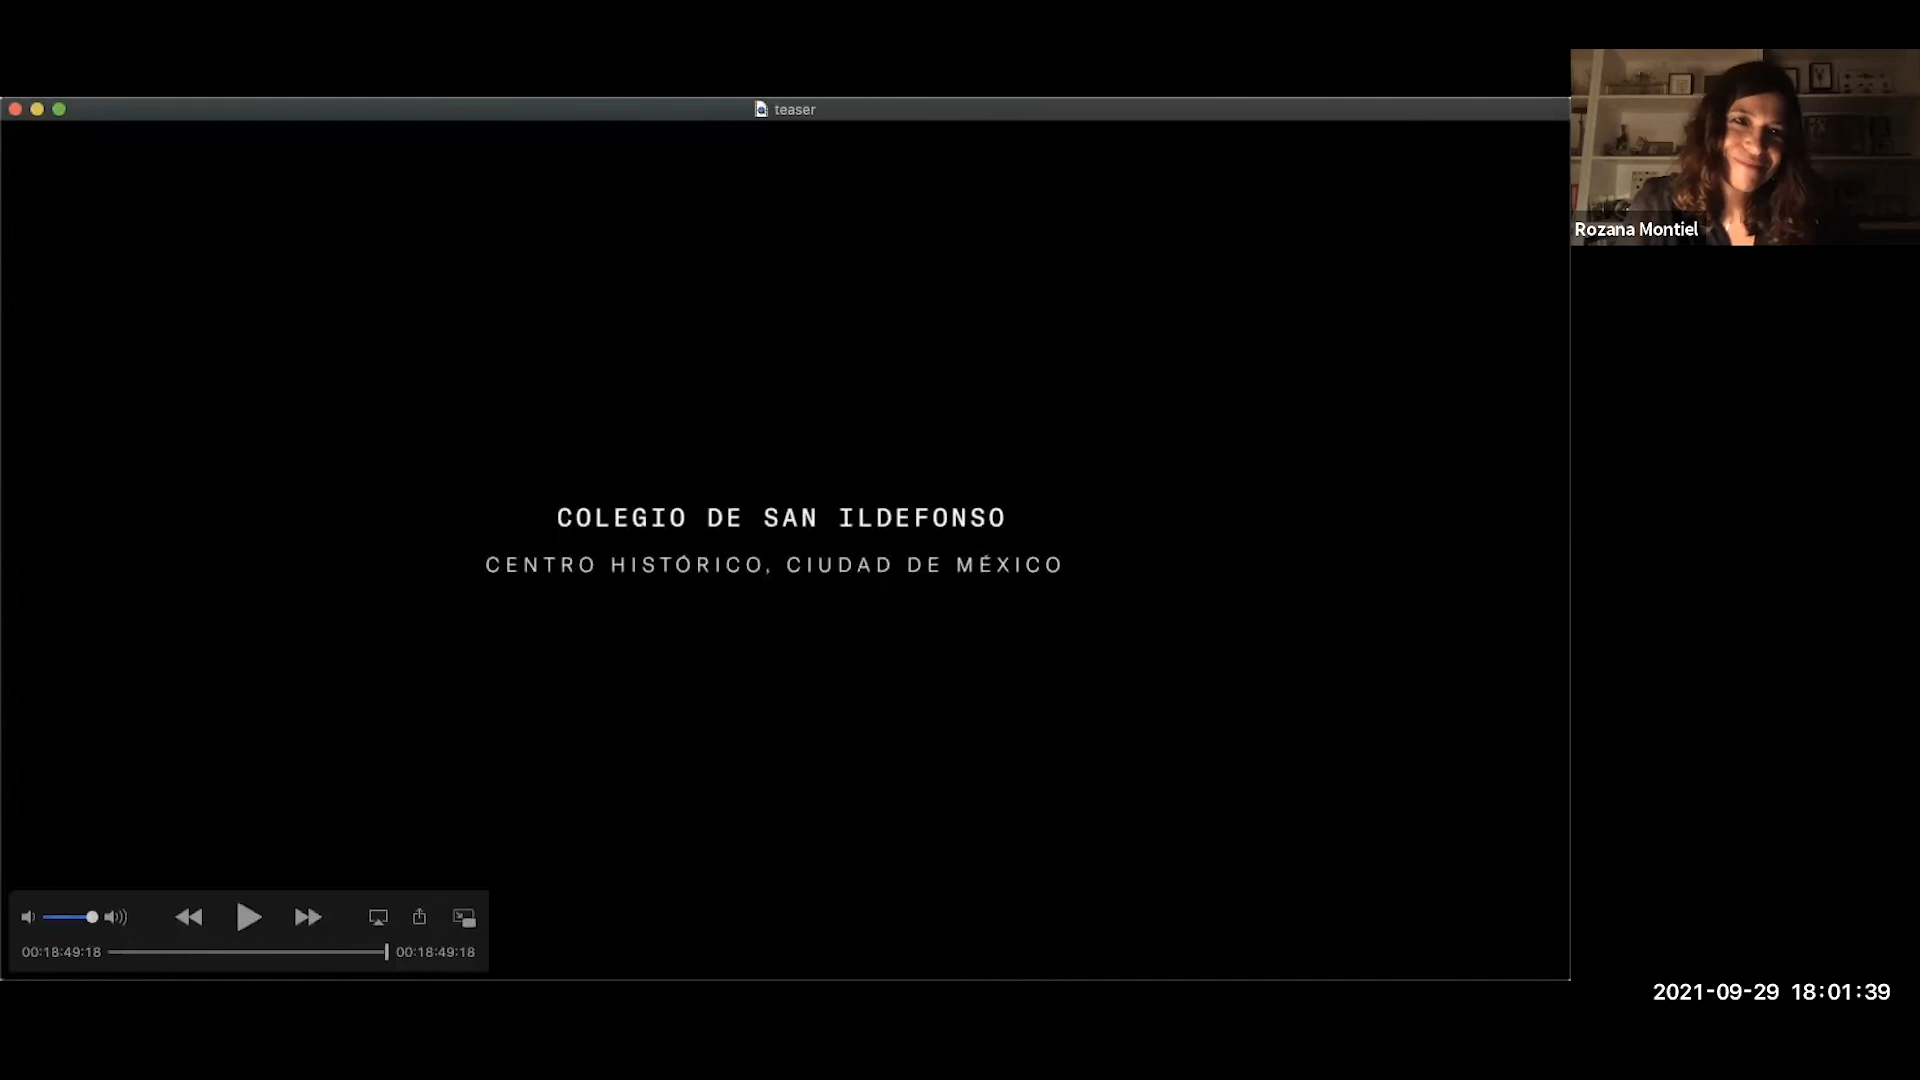 teaser
Rozana Montiel
COLEGIO DE SAN ILDEFONSO
CENTRO HISTÓRICO, CIUDAD DE MÉXICO
00:18:49:18 00:18:49:18
2021-09-29 18:01:39